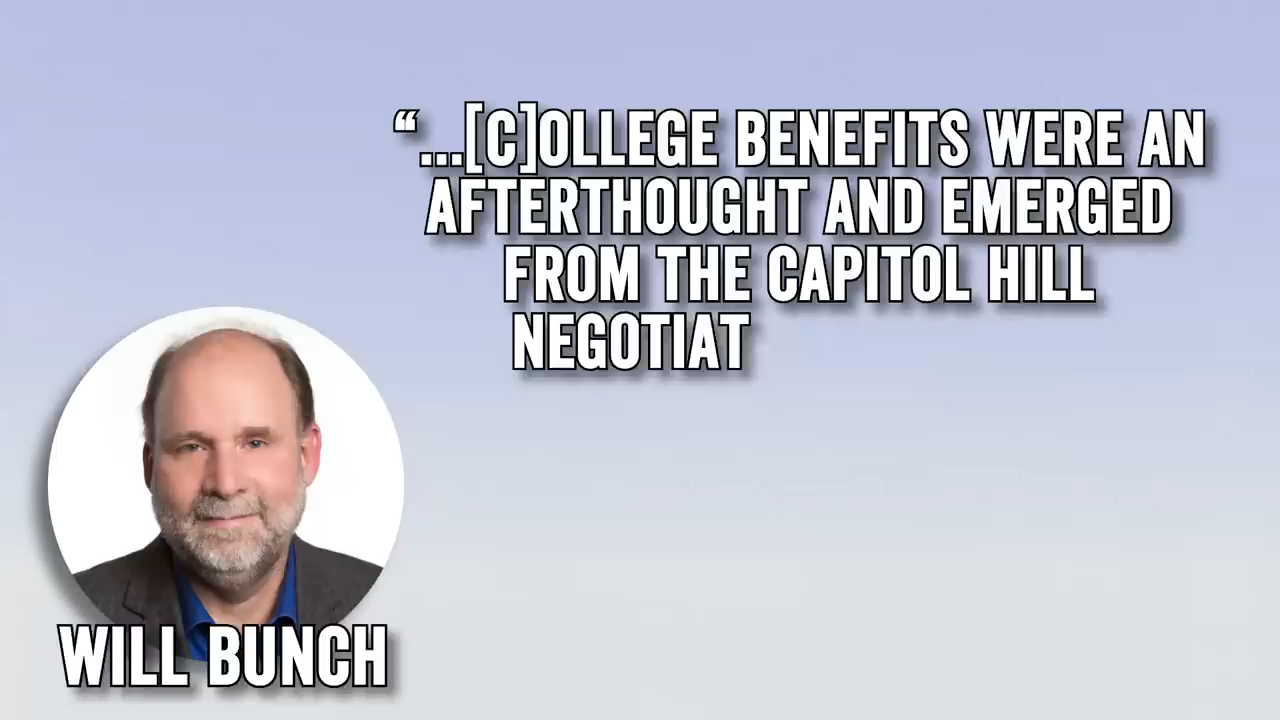 “...[C]OLLEGE BENEFITS WERE AN
AFTERTHOUGHT AND EMERGED
FROM THE CAPITOL HILL
NEGOTIAT
WILL BUNCH